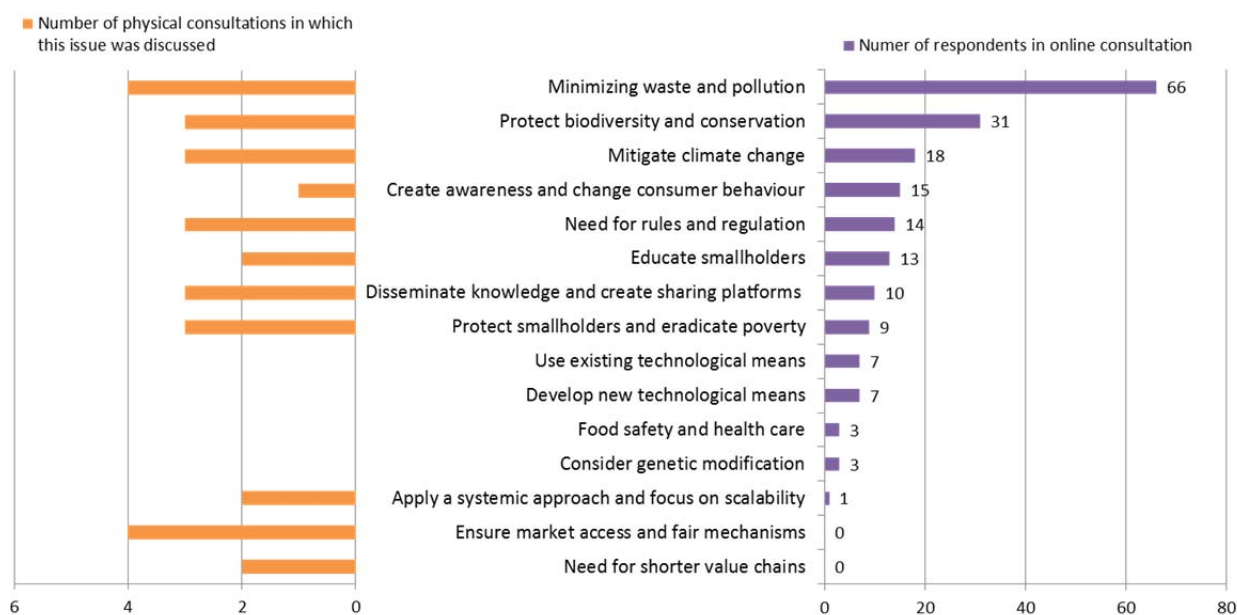 Number of physical consultations in which
this issue was discussed
Numer of respondents in online consultation
Minimizing waste and pollution 66
Protect biodiversity and conservation 31
Mitigate climate change 18
Create awareness and change consumer behaviour 15
Need for rules and regulation 14
Educate smallholders 13
Disseminate knowledge and create sharing platforms 10
Protect smallholders and eradicate poverty 9
Use existing technological means 7
Develop new technological means 7
Food safety and health care 3
Consider genetic modification 3
Apply a systemic approach and focus on scalability 1
Ensure market access and fair mechanisms 0
Need for shorter value chains 0
6 4 2 0 0 20 40 60 80